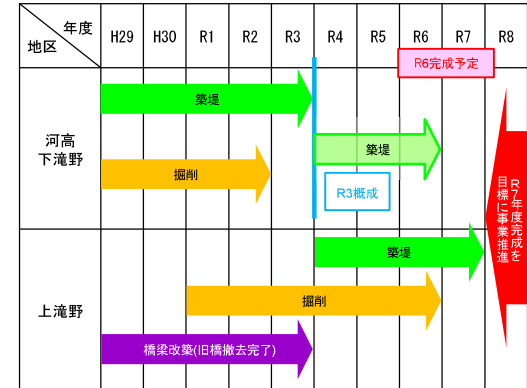 年度
地区
H29 H30 R1 R2 R3 R4 R5 R6 R7 R8
R6完成予定
河高
下滝野
築堤
築堤
掘削
R3概成
R7年度完成を
目標に事業推進
上滝野
築堤
掘削
橋梁改築(旧橋撤去完了)